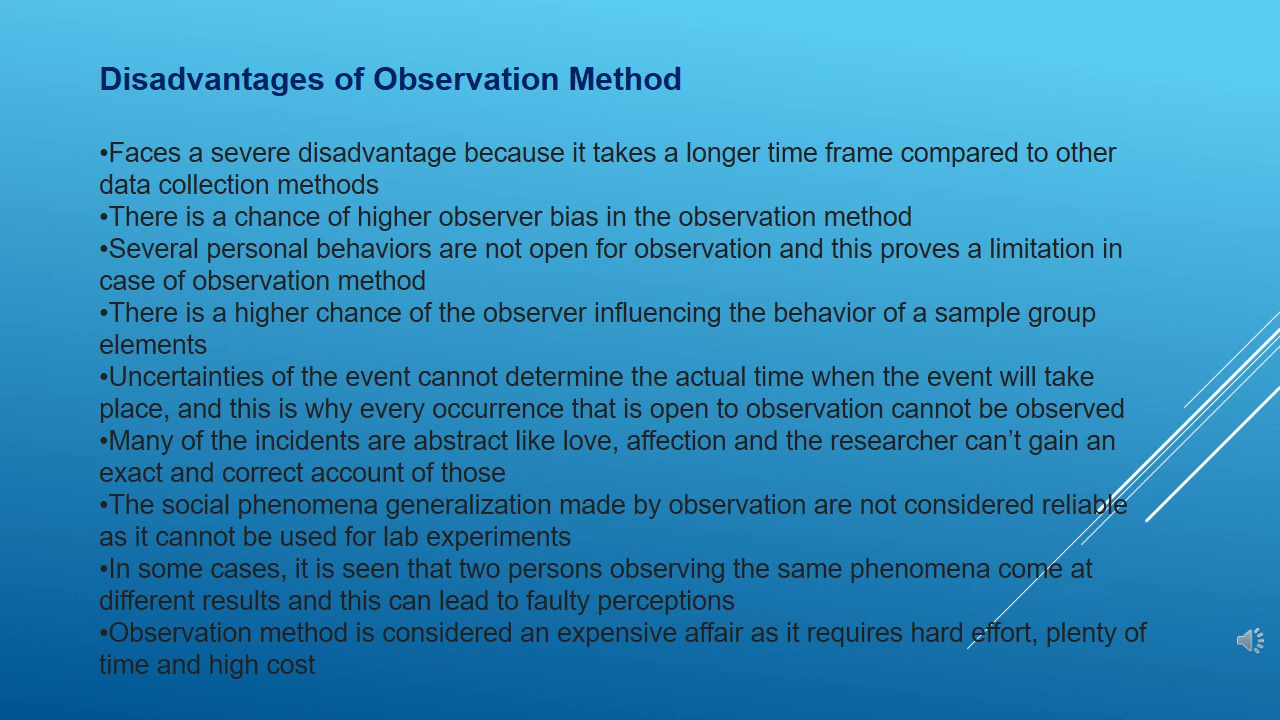 Disadvantages of Observation Method
•Faces a severe disadvantage because it takes a longer time frame compared to other
data collection methods
•There is a chance of higher observer bias in the observation method
•Several personal behaviors are not open for observation and this proves a limitation in
case of observation method
•There is a higher chance of the observer influencing the behavior of a sample group
elements
•Uncertainties of the event cannot determine the actual time when the event will take
place, and this is why every occurrence that is open to observation cannot be observed
•Many of the incidents are abstract like love, affection and the researcher can’t gain an
exact and correct account of those
•The social phenomena generalization made by observation are not considered reliable
as it cannot be used for lab experiments
•In some cases, it is seen that two persons observing the same phenomena come at
different results and this can lead to faulty perceptions
•Observation method is considered an expensive affair as it requires hard effort, plenty of
time and high cost